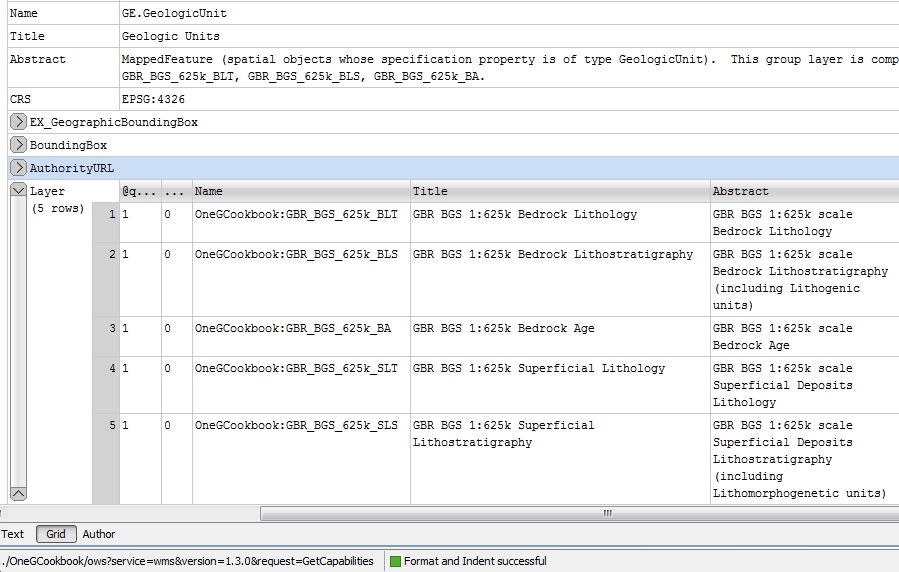 Name GE.GeologicUnit
Title Geologic Units
Abstract MappedFeature (spatial objects whose specification property is of type GeologicUnit).  This group layer is comp
GBR_BGS_625k_BLT, GBR_BGS_625k_BLS, GBR_BGS_625k_BA.
CRS EPSG:4326
EX_GeographicBoundingBox
BoundingBox
AuthorityURL
Layer @q... ... Name Title Abstract
(5 rows) 1 1 0 OneGCookbook:GBR_BGS_625k_BLT GBR BGS 1:625k Bedrock Lithology GBR BGS 1:625k scale
Bedrock Lithology
2 1 0 OneGCookbook:GBR_BGS_625k_BLS GBR BGS 1:625k Bedrock Lithostratigraphy GBR BGS 1:625k scale
Bedrock Lithostratigraphy
(including Lithogenic
units)
3 1 0 OneGCookbook:GBR_BGS_625k_BA GBR BGS 1:625k Bedrock Age GBR BGS 1:625k scale
Bedrock Age
4 1 0 OneGCookbook:GBR_BGS_625k_SLT GBR BGS 1:625k Superficial Lithology GBR BGS 1:625k scale
Superficial Deposits
Lithology
5 1 0 OneGCookbook:GBR_BGS_625k_SLS GBR BGS 1:625k Superficial GBR BGS 1:625k scale
Lithostratigraphy Superficial Deposits
Lithostratigraphy
(including
Lithomorphogenetic units)
Text Grid Author
./OneGCookbook/ows?service=wms&version=1.3.0&request=GetCapabilities Format and Indent successful